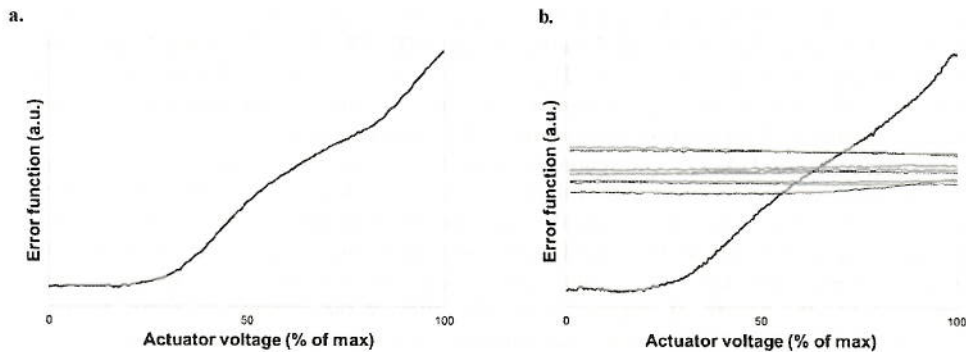 a.
Error function (a.u.)
0
50
100
Actuator voltage (% of max)
b.
Error function (a.u.)
0
50
100
Actuator voltage (% of max)